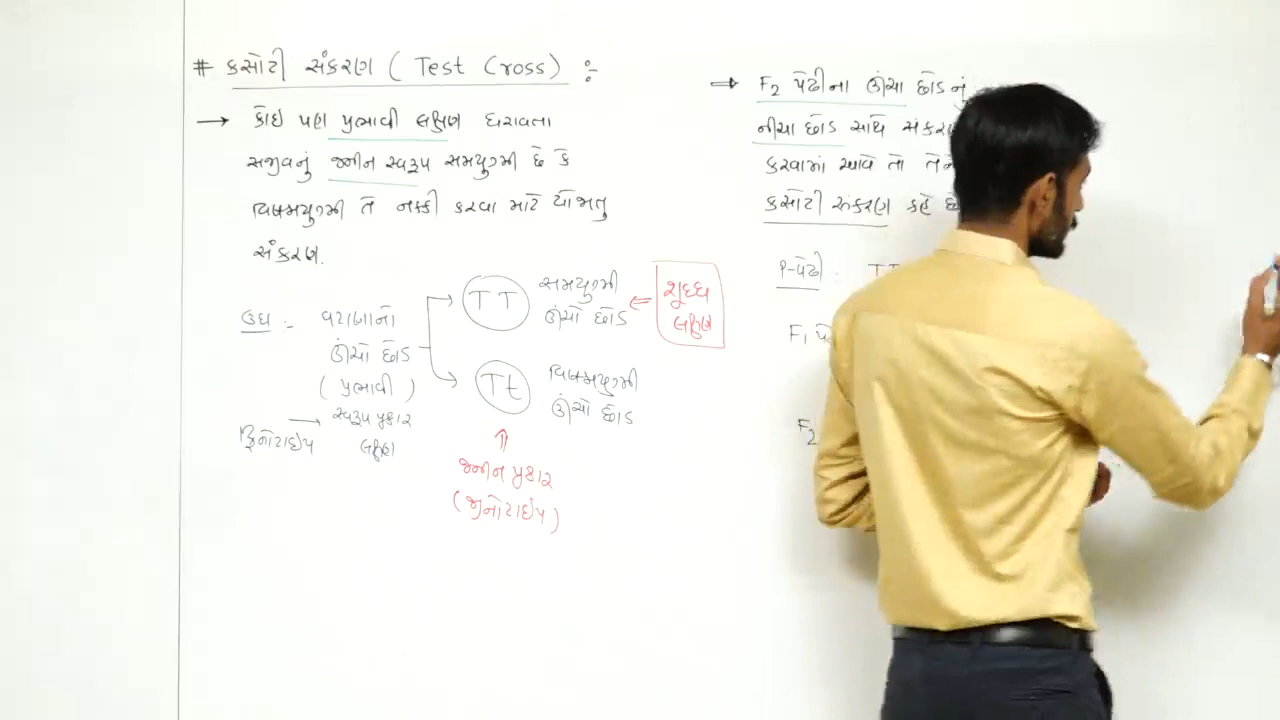 # કસોટી સંકરણ ( Test Cross ) :-
→ કોઇ પણ પ્રભાવી લક્ષણ ધરાવતા
સજીવનું જનીન સ્વરૂપ સમયુગ્મી છે કે
વિષમયુગ્મી તે નક્કી કરવા માટે યોજાતુ
સંકરણ.
ઉદા :- વટાણાનો
ઊંચો છોડ
( પ્રભાવી )
ફિનોટાઈપ → સ્વરૂપ પ્રકાર
લક્ષણ
TT સમયુગ્મી
ઊંચો છોડ
શુદ્ધ
લક્ષણ
Tt વિષમયુગ્મી
ઊંચો છોડ
જનીન પ્રકાર
( જીનોટાઈપ )
⇒ F2 પેઢીના ઊંચા છોડનું
નીચા છોડ સાથે
કરવામાં આવે તો
કસોટી સંકરણ કહે છે
P-પેઢી :
F1
F2